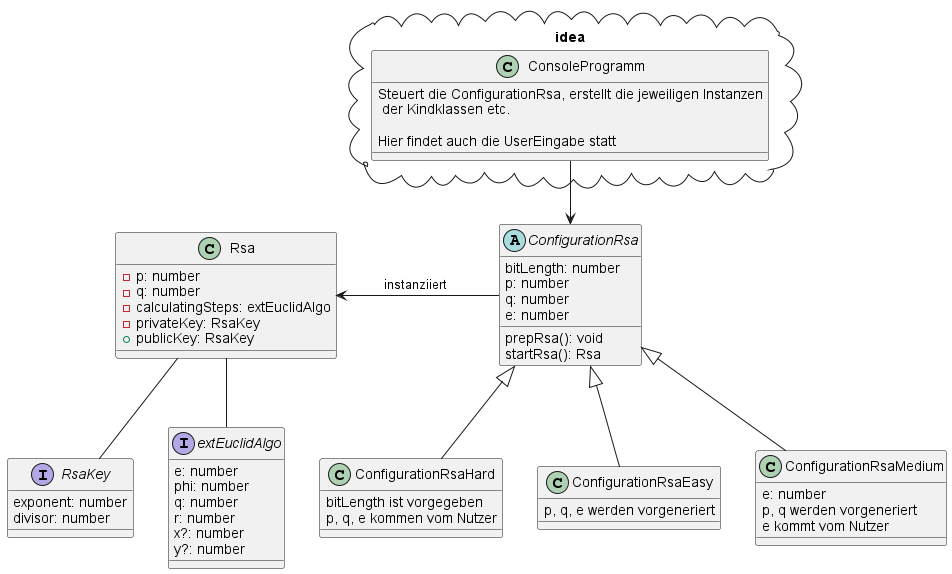 idea
C ConsoleProgramm
Steuert die ConfigurationRsa, erstellt die jeweiligen Instanzen
der Kindklassen etc.
Hier findet auch die UserEingabe statt
C Rsa
p: number
q: number
calculatingSteps: extEuclidAlgo
privateKey: RsaKey
publicKey: RsaKey
instanziiert
A ConfigurationRsa
bitLength: number
p: number
q: number
e: number
prepRsa(): void
startRsa(): Rsa
I RsaKey
exponent: number
divisor: number
I extEuclidAlgo
e: number
phi: number
q: number
r: number
x?: number
y?: number
C ConfigurationRsaHard
bitLength ist vorgegeben
p, q, e kommen vom Nutzer
C ConfigurationRsaEasy
p, q, e werden vorgeneriert
C ConfigurationRsaMedium
e: number
p, q werden vorgeneriert
e kommt vom Nutzer